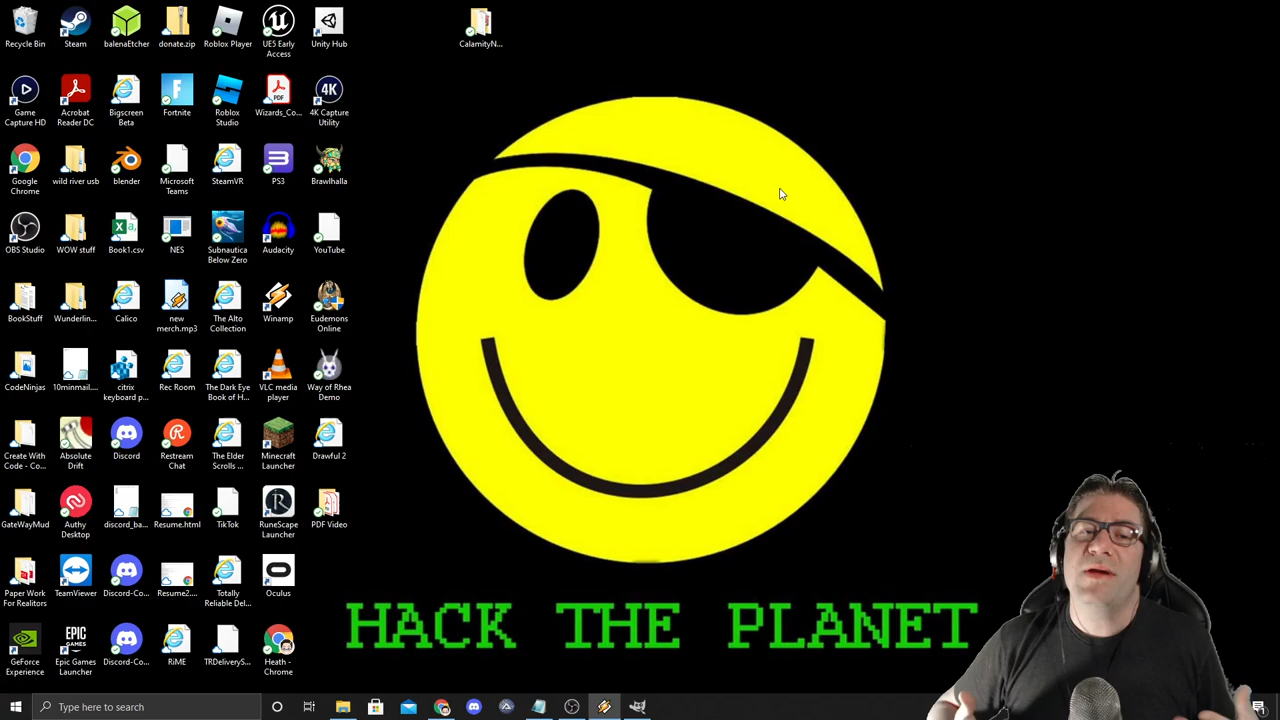 Recycle Bin
Steam
balenaEtcher
donate.zip
Roblox Player
UE5 Early
Access
Unity Hub
CalamityN...
Game
Capture HD
Acrobat
Reader DC
Bigscreen
Beta
Fortnite
Roblox
Studio
PDF
Wizards_Co...
4K
4K Capture
Utility
Google
Chrome
wild river usb
blender
Microsoft
Teams
SteamVR
PS3
Brawlhalla
OBS Studio
WOW stuff
Book1.csv
NES
Subnautica
Below Zero
Audacity
YouTube
BookStuff
Wunderlin...
Calico
new
merch.mp3
The Alto
Collection
Winamp
Eudemons
Online
CodeNinjas
10minmail....
citrix
keyboard p...
Rec Room
The Dark Eye
Book of H...
VLC media
player
Way of Rhea
Demo
Create With
Code - Co...
Absolute
Drift
Discord
Restream
Chat
The Elder
Scrolls ...
Minecraft
Launcher
Drawful 2
GateWayMud
Authy
Desktop
discord_ba...
Resume.html
TikTok
RuneScape
Launcher
PDF Video
Paper Work
For Realitors
TeamViewer
Discord-Co...
Resume2....
Totally
Reliable Del...
Oculus
GeForce
Experience
EPIC
GAMES
Epic Games
Launcher
Discord-Co...
RiME
TRDeliveryS...
Heath -
Chrome
HACK THE PLANET
Type here to search